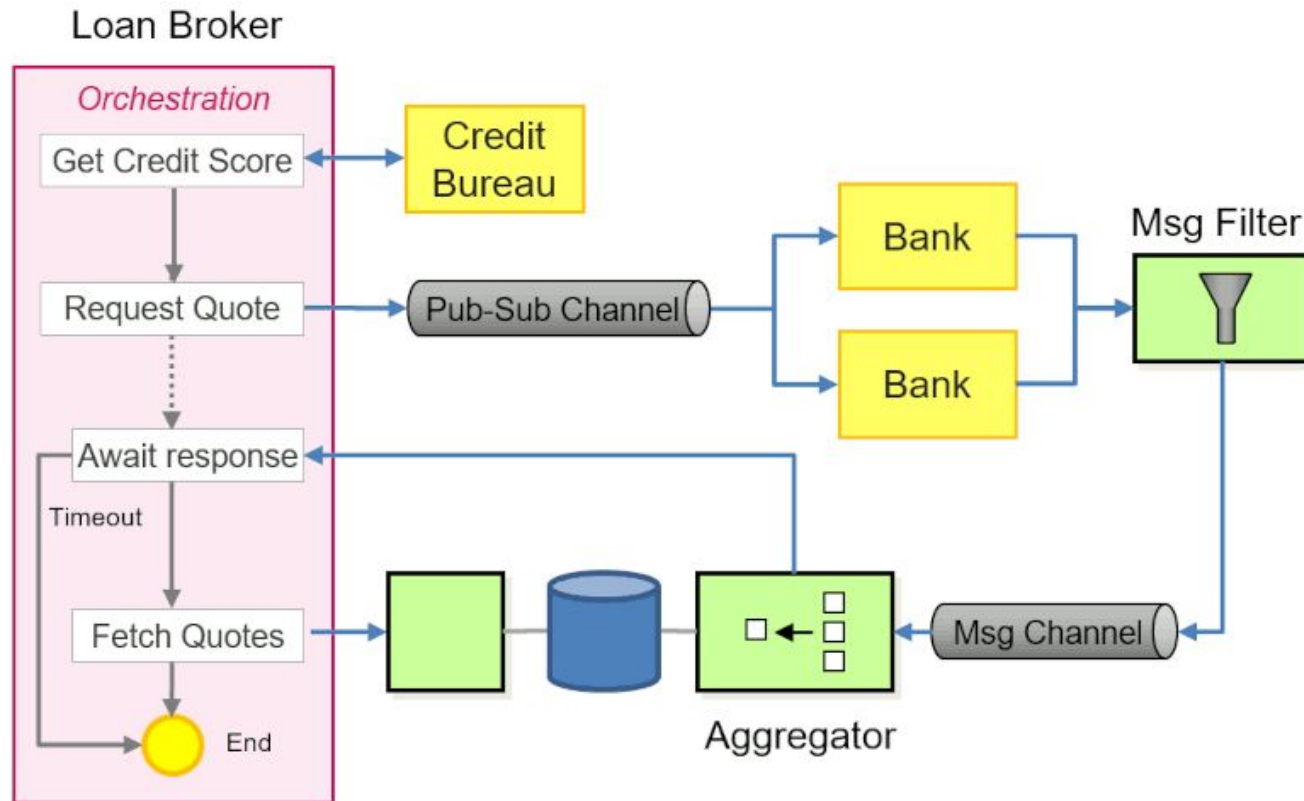 Loan Broker
Orchestration
Get Credit Score
Credit
Bureau
Bank
Msg Filter
Request Quote
Pub-Sub Channel
Bank
Await response
Timeout
Fetch Quotes
Msg Channel
End
Aggregator